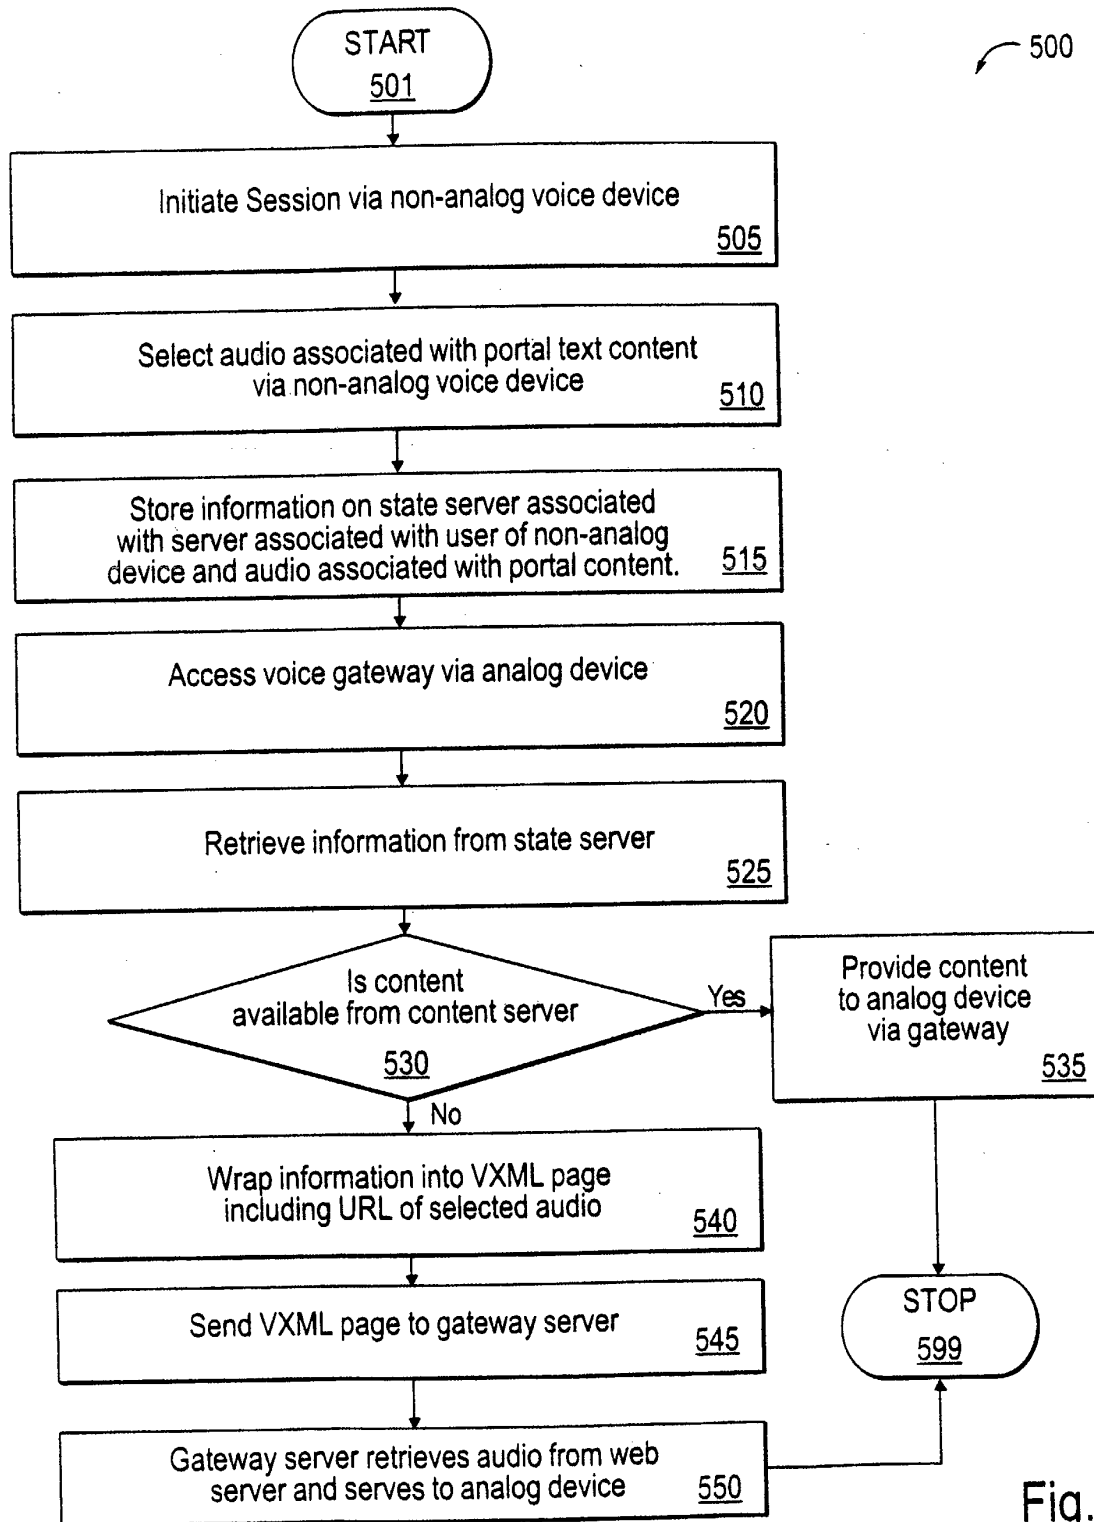 START
501
500
Initiate Session via non-analog voice device
505
Select audio associated with portal text content
via non-analog voice device
510
Store information on state server associated
with server associated with user of non-analog
device and audio associated with portal content.
515
Access voice gateway via analog device
520
Retrieve information from state server
525
Is content
available from content server
530
Yes
Provide content
to analog device
via gateway
535
No
Wrap information into VXML page
including URL of selected audio
540
Send VXML page to gateway server
545
STOP
599
Gateway server retrieves audio from web
server and serves to analog device
550
Fig.